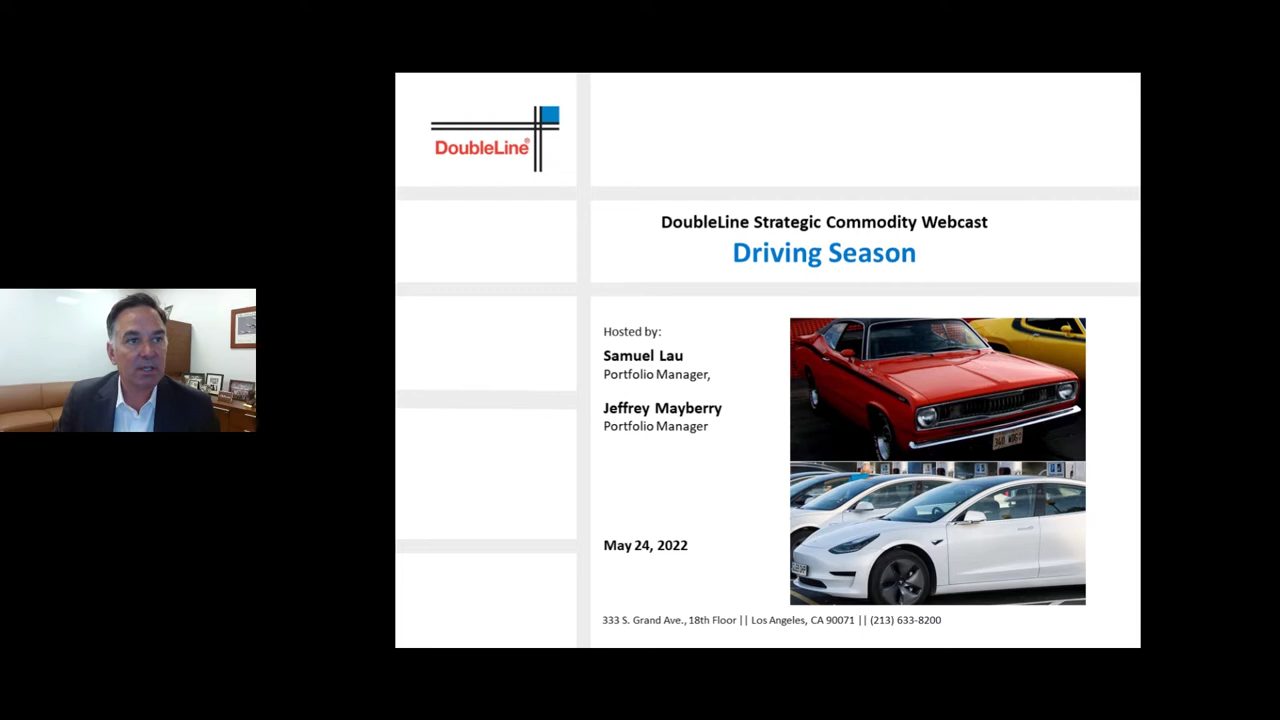 DoubleLine®
DoubleLine Strategic Commodity Webcast
Driving Season
Hosted by:
Samuel Lau
Portfolio Manager,
Jeffrey Mayberry
Portfolio Manager
May 24, 2022
333 S. Grand Ave., 18th Floor || Los Angeles, CA 90071 || (213) 633-8200